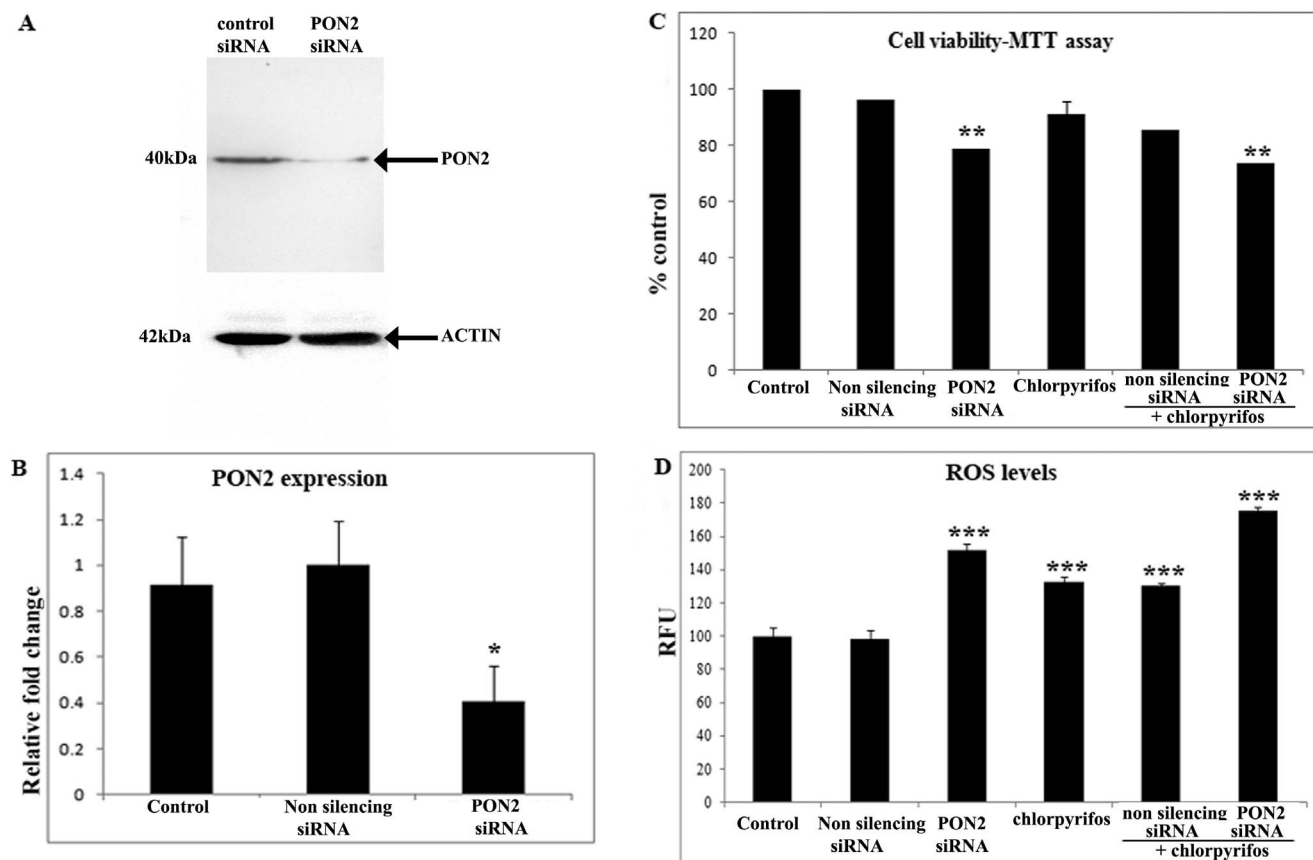 A
control siRNA
PON2 siRNA
40kDa
PON2
42kDa
ACTIN
B
PON2 expression
Relative fold change
1.4
1.2
1
0.8
0.6
0.4
0.2
0
*
Control
Non silencing siRNA
PON2 siRNA
C
Cell viability-MTT assay
% control
120
100
80
60
40
20
0
**
**
Control
Non silencing siRNA
PON2 siRNA
Chlorpyrifos
non silencing siRNA
PON2 siRNA
+ chlorpyrifos
D
ROS levels
RFU
200
180
160
140
120
100
80
60
40
20
0
***
***
***
***
Control
Non silencing siRNA
PON2 siRNA
chlorpyrifos
non silencing siRNA
PON2 siRNA
+ chlorpyrifos